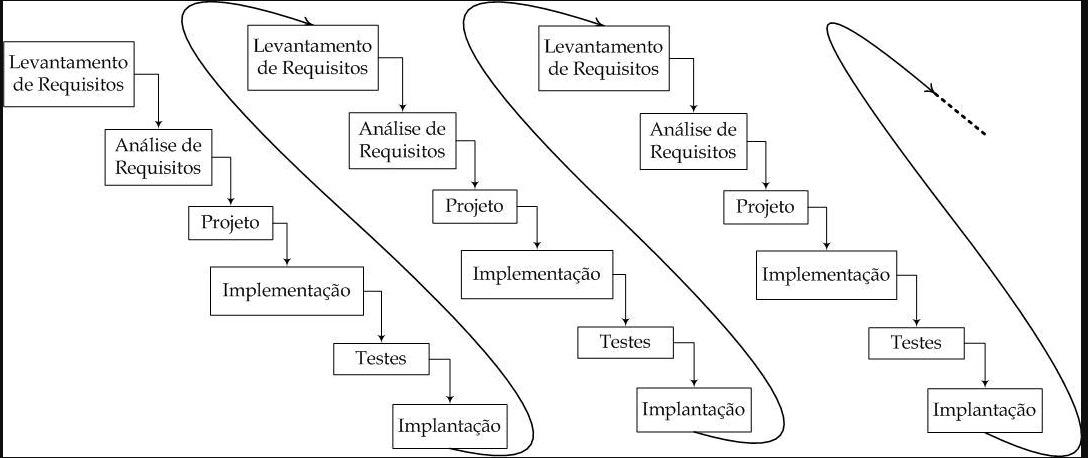 Levantamento
de Requisitos
Análise de
Requisitos
Projeto
Implementação
Testes
Implantação
Levantamento
de Requisitos
Análise de
Requisitos
Projeto
Implementação
Testes
Implantação
Levantamento
de Requisitos
Análise de
Requisitos
Projeto
Implementação
Testes
Implantação